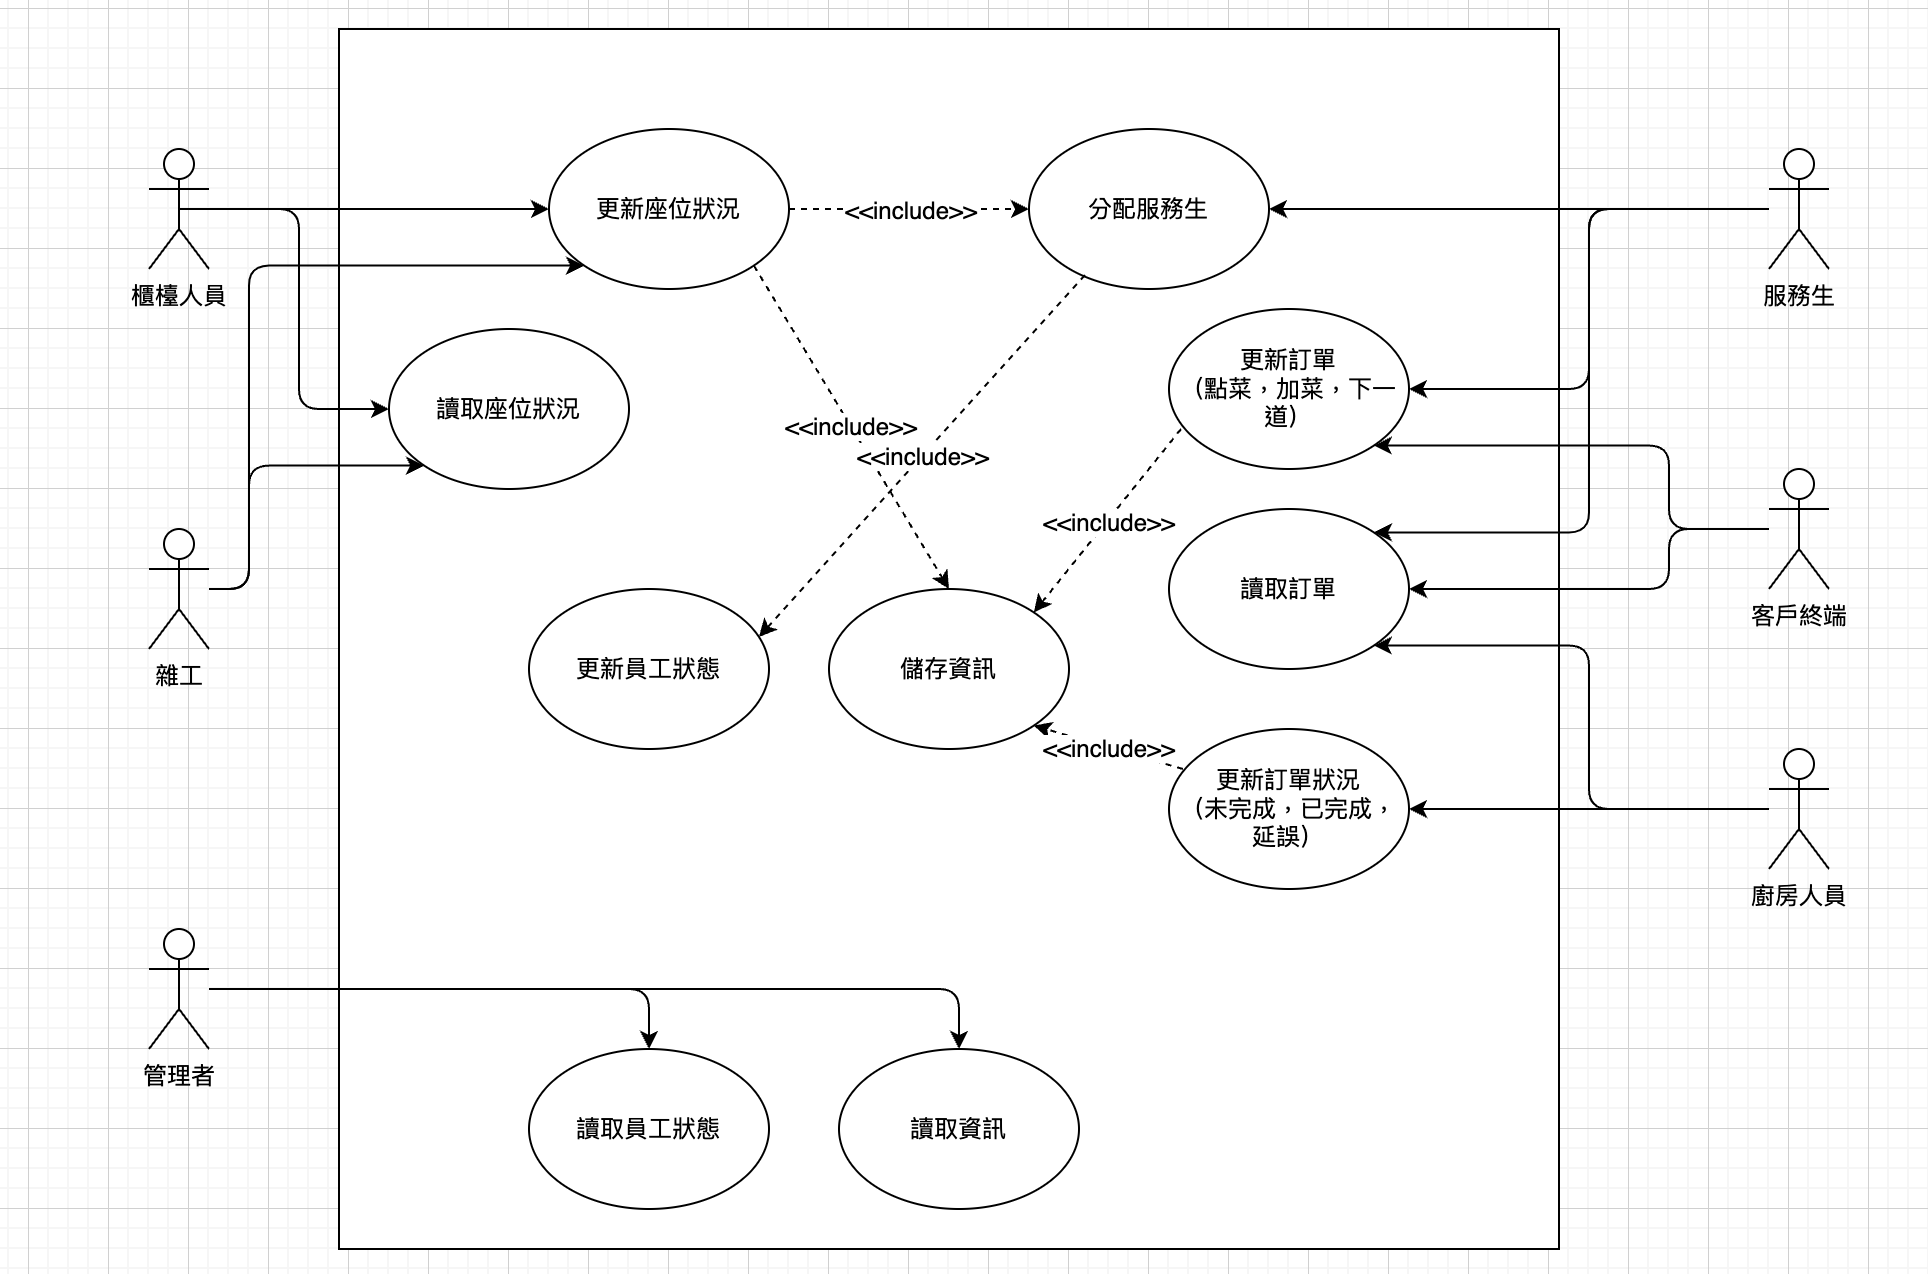 更新座位狀況
<<include>>
分配服務生
櫃檯人員
服務生
更新訂單
（點菜，加菜，下一
道）
讀取座位狀況
<<include>>
<<include>>
<<include>>
讀取訂單
客戶終端
雜工
更新員工狀態
儲存資訊
<<include>>
更新訂單狀況
（未完成，已完成，
延誤）
廚房人員
管理者
讀取員工狀態
讀取資訊